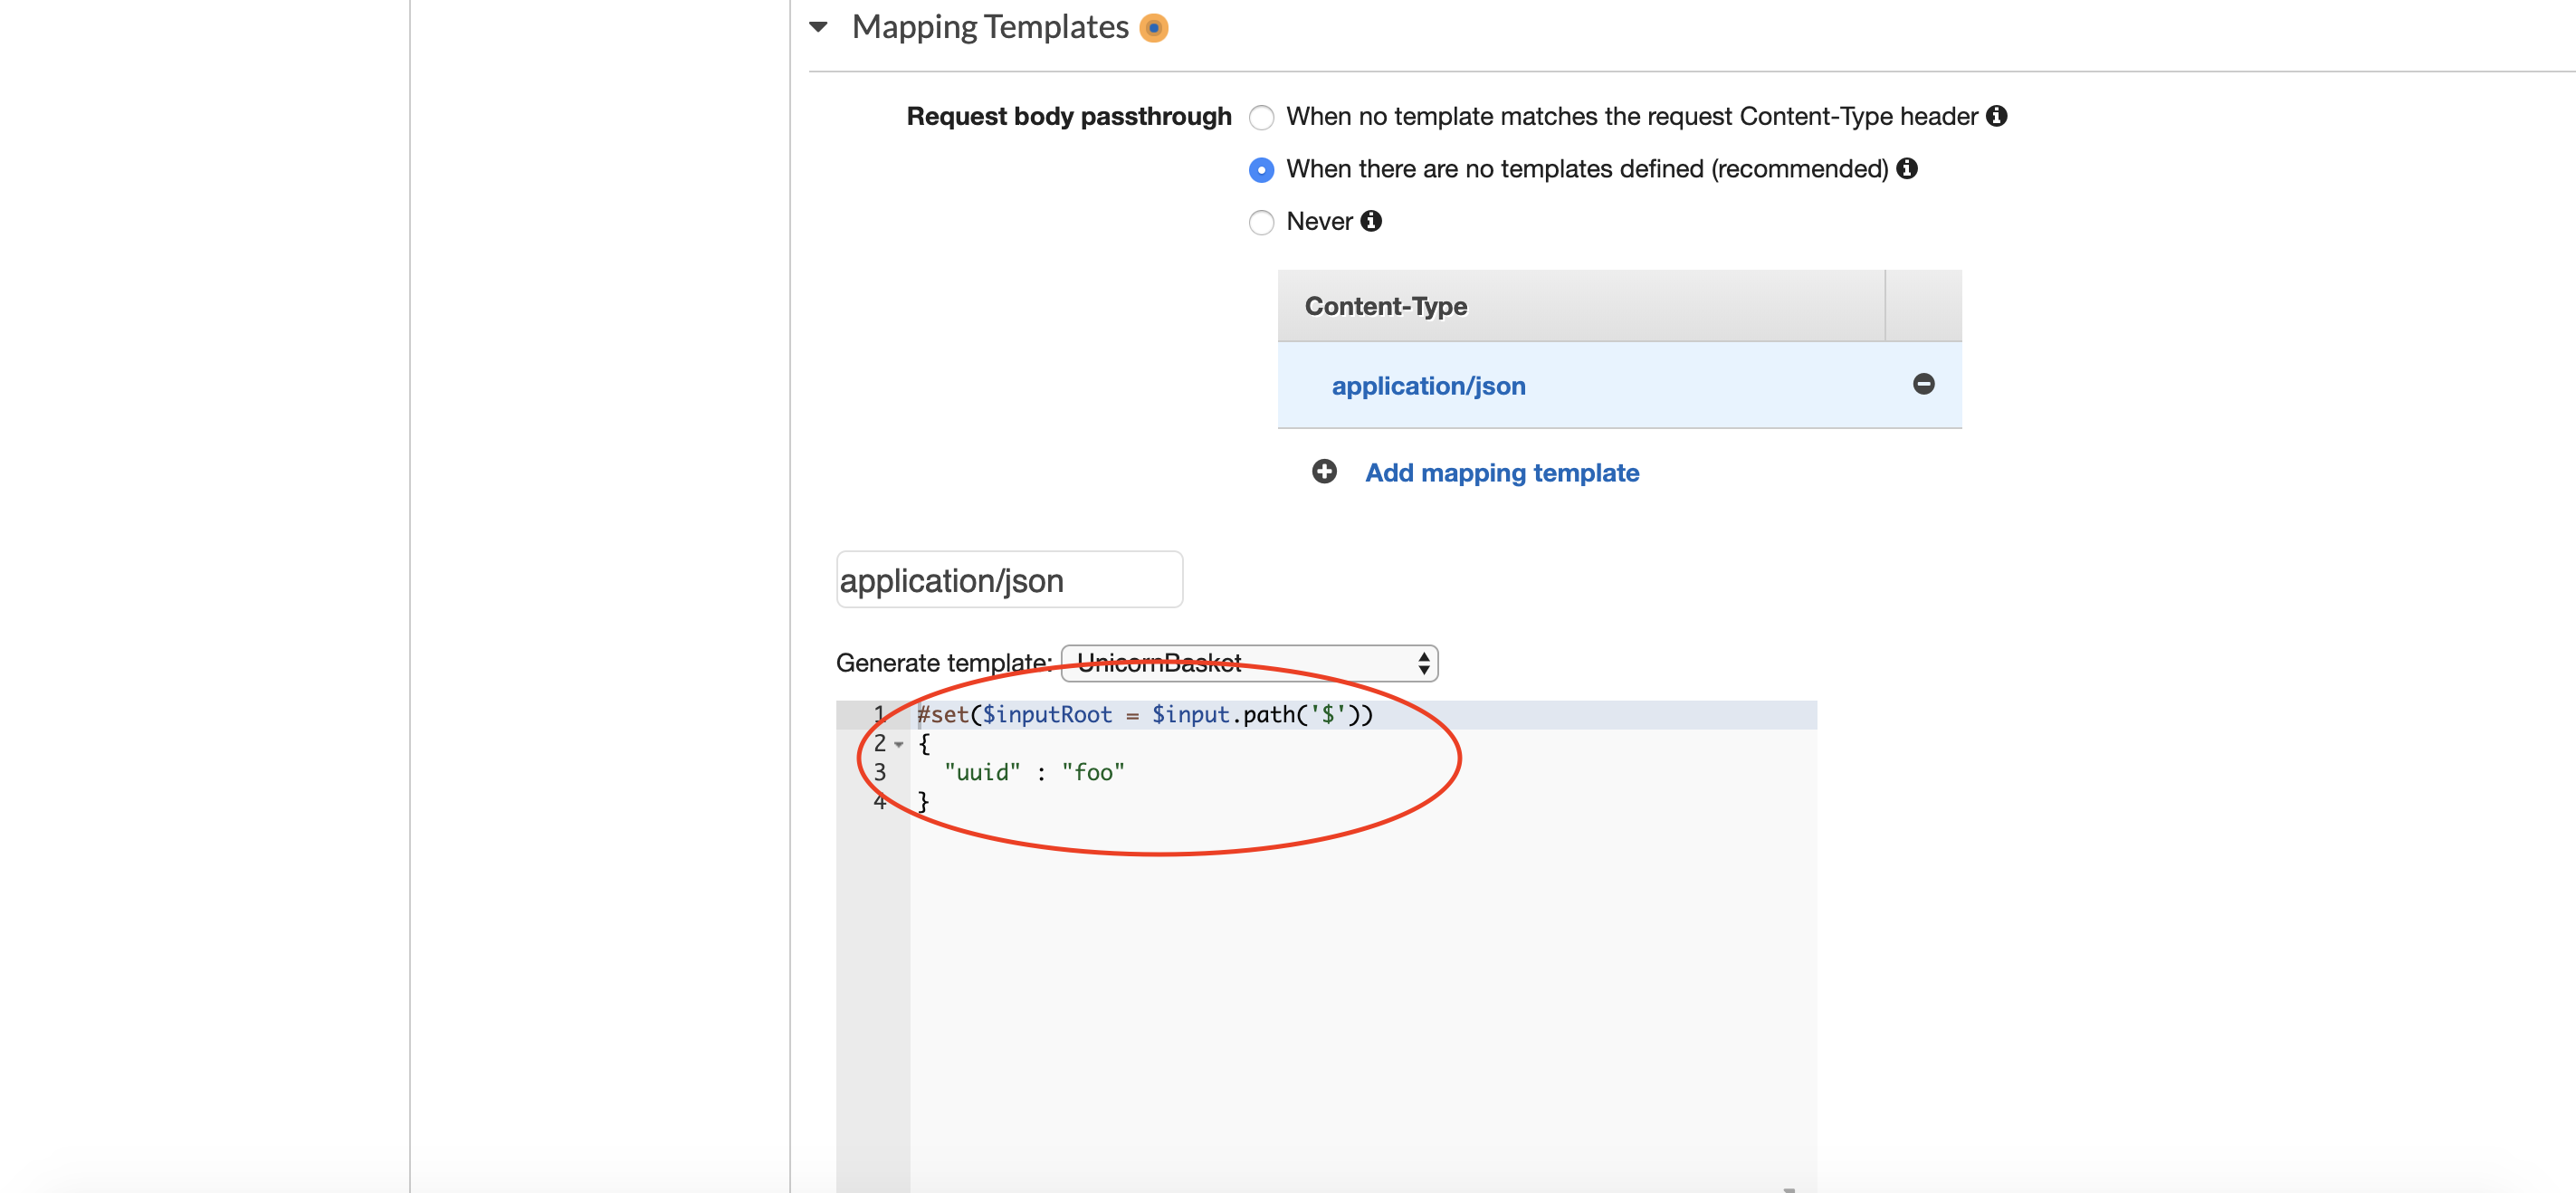 Mapping Templates
Request body passthrough
When no template matches the request Content-Type header
When there are no templates defined (recommended)
Never
Content-Type
application/json
Add mapping template
application/json
Generate template: UnicornBasket
1 #set($inputRoot = $input.path('$'))
2 {
3 "uuid" : "foo"
4 }